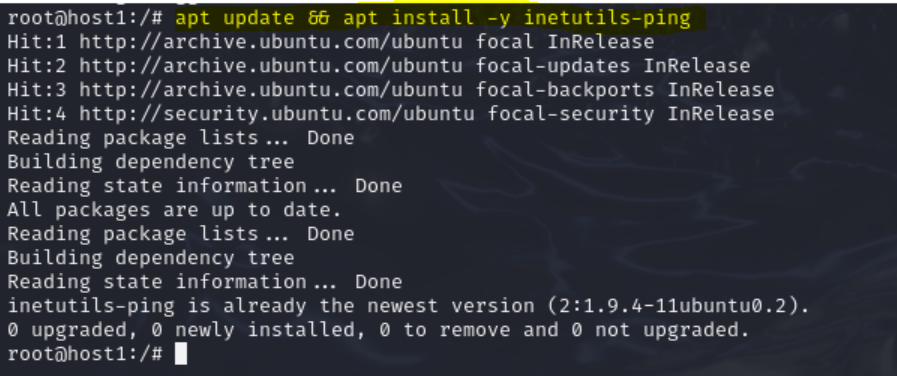 root@host1:/# apt update && apt install -y inetutils-ping
Hit:1 http://archive.ubuntu.com/ubuntu focal InRelease
Hit:2 http://archive.ubuntu.com/ubuntu focal-updates InRelease
Hit:3 http://archive.ubuntu.com/ubuntu focal-backports InRelease
Hit:4 http://security.ubuntu.com/ubuntu focal-security InRelease
Reading package lists... Done
Building dependency tree
Reading state information... Done
All packages are up to date.
Reading package lists... Done
Building dependency tree
Reading state information... Done
inetutils-ping is already the newest version (2:1.9.4-11ubuntu0.2).
0 upgraded, 0 newly installed, 0 to remove and 0 not upgraded.
root@host1:/#